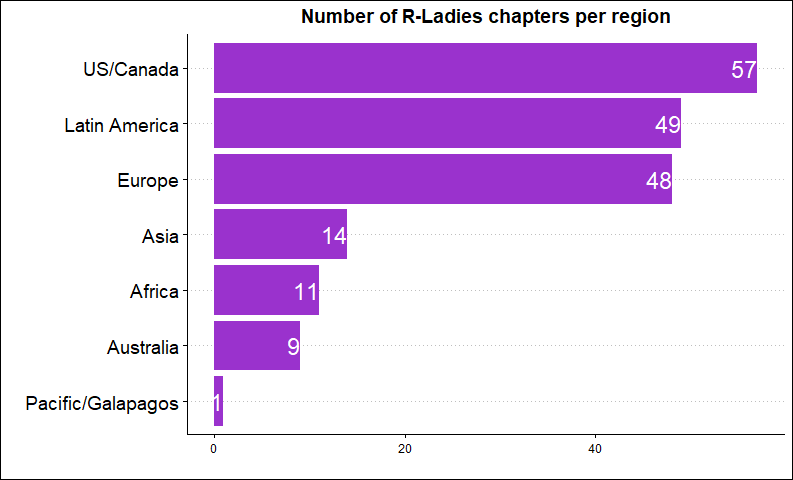 Number of R-Ladies chapters per region
US/Canada 57
Latin America 49
Europe 48
Asia 14
Africa 11
Australia 9
Pacific/Galapagos 1
0 20 40